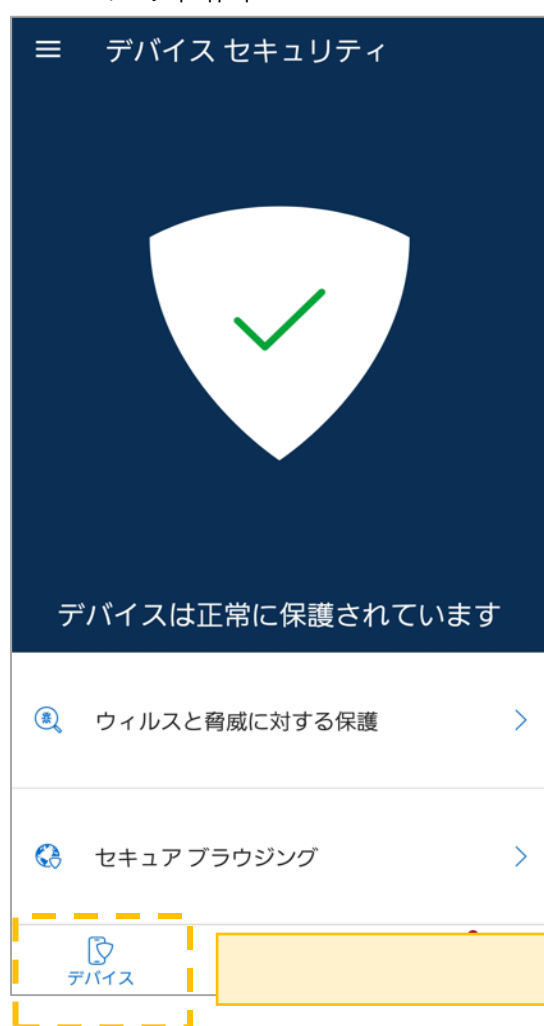 デバイス セキュリティ
デバイスは正常に保護されています
ウィルスと脅威に対する保護
セキュア ブラウジング
デバイス